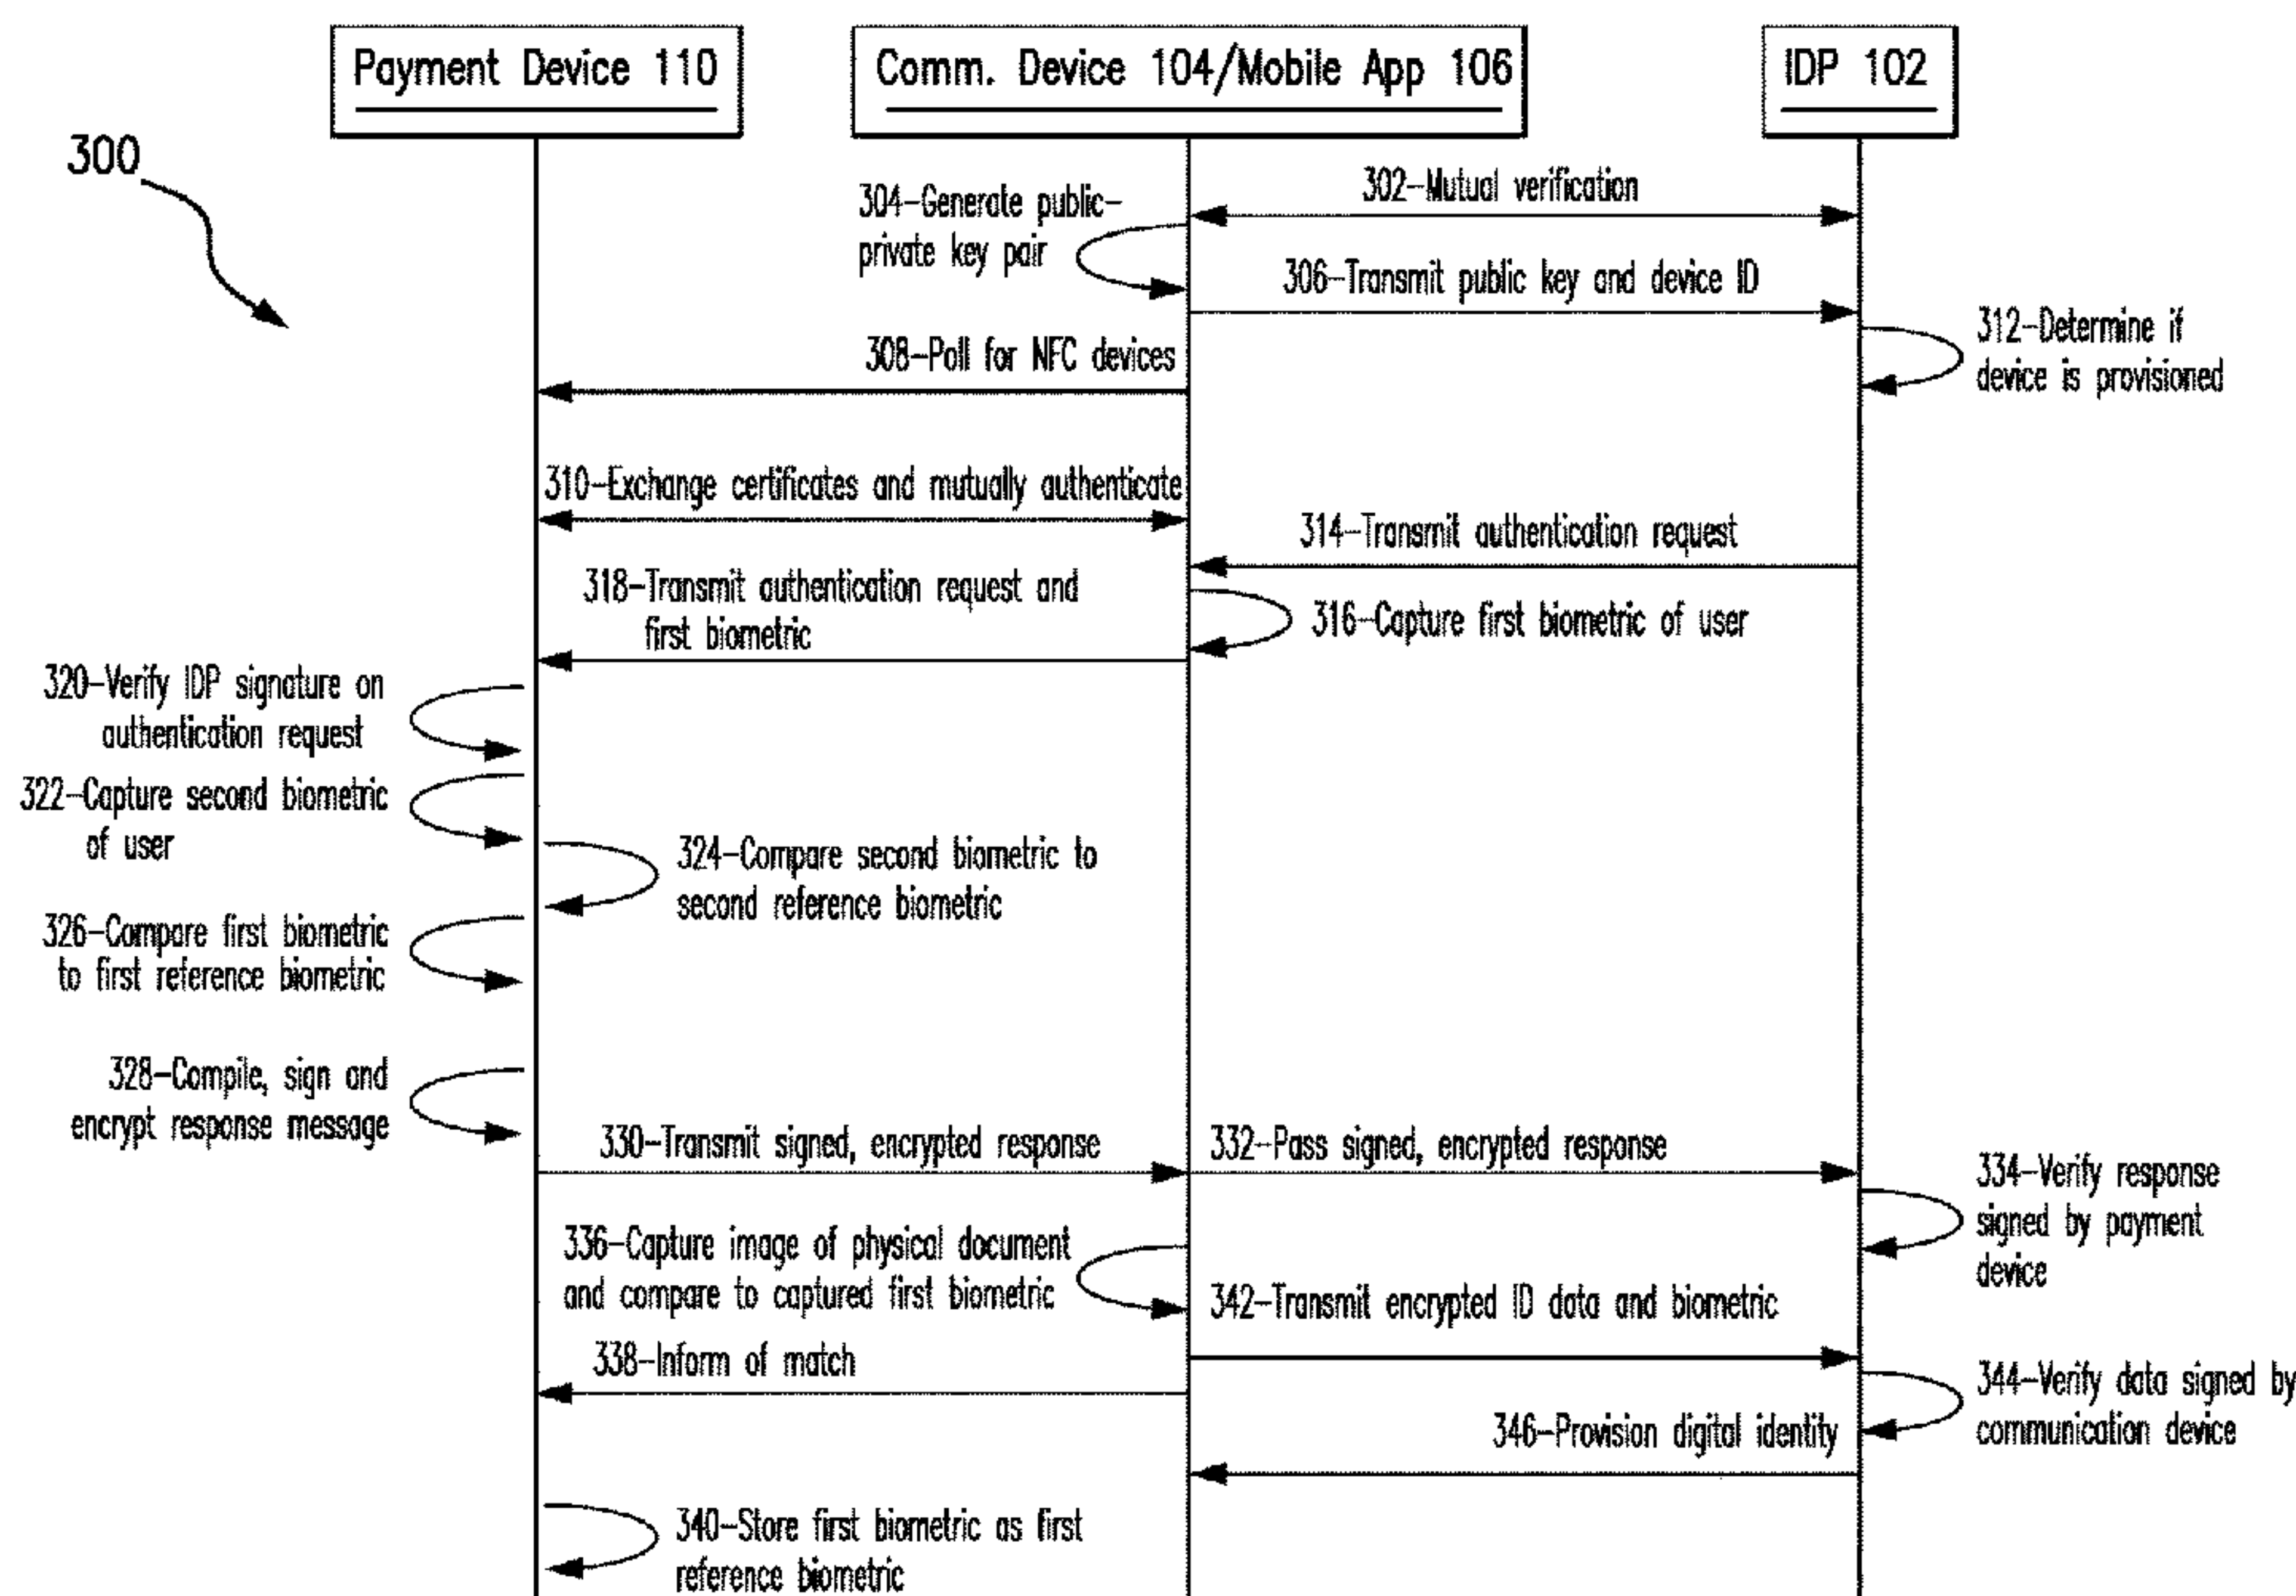 Payment Device 110
Comm. Device 104/Mobile App 106
IDP 102
300
302-Mutual verification
304-Generate public-
private key pair
306-Transmit public key and device ID
308-Poll for NFC devices
312-Determine if
device is provisioned
310-Exchange certificates and mutually authenticate
314-Transmit authentication request
318-Transmit authentication request and
first biometric
316-Capture first biometric of user
320-Verify IDP signature on
authentication request
322-Capture second biometric
of user
324-Compare second biometric to
second reference biometric
326-Compare first biometric
to first reference biometric
328-Compile, sign and
encrypt response message
330-Transmit signed, encrypted response
332-Pass signed, encrypted response
334-Verify response
signed by payment
device
336-Capture image of physical document
and compare to captured first biometric
342-Transmit encrypted ID data and biometric
338-Inform of match
344-Verify data signed by
communication device
346-Provision digital identity
340-Store first biometric as first
reference biometric